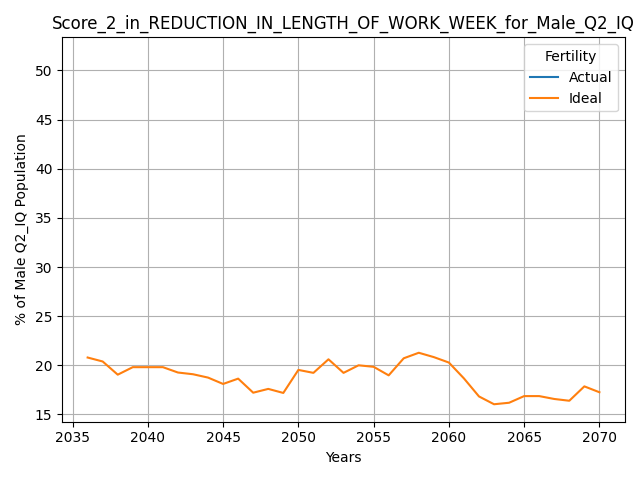 Score_2_in_REDUCTION_IN_LENGTH_OF_WORK_WEEK_for_Male_Q2_IQ
Fertility
Actual
Ideal
% of Male Q2_IQ Population
50
45
40
35
30
25
20
15
2035 2040 2045 2050 2055 2060 2065 2070
Years